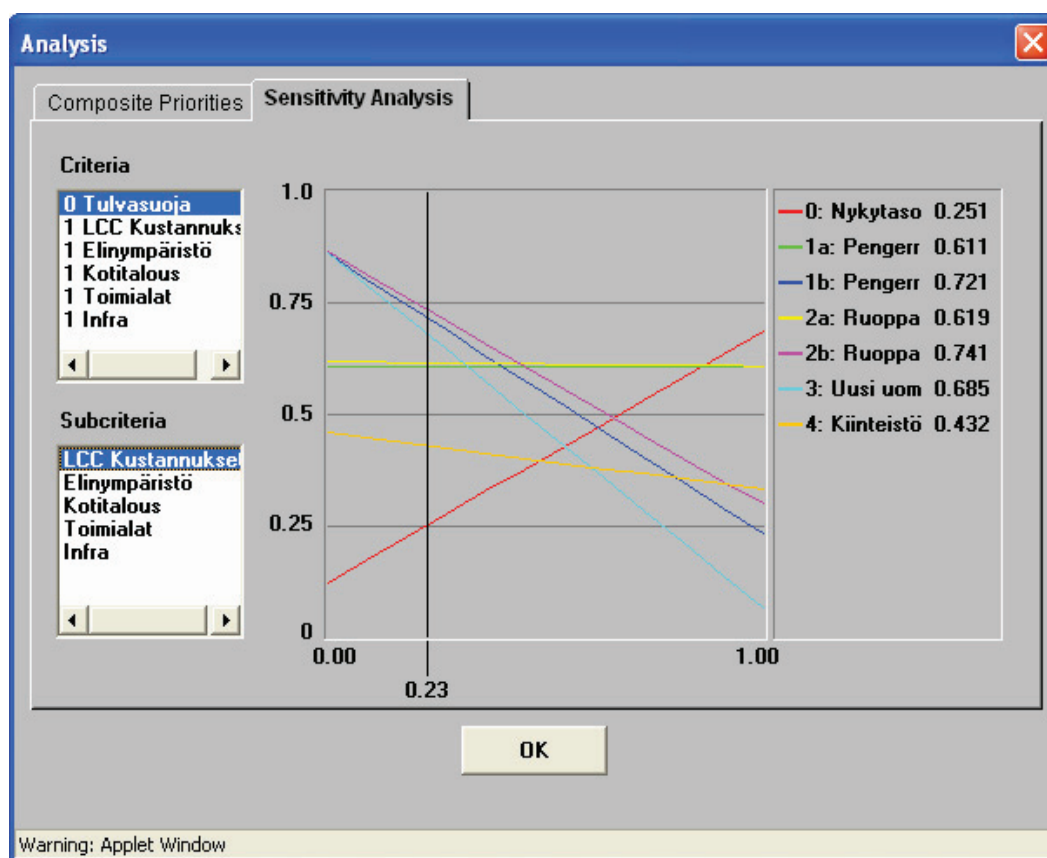 Analysis
Composite Priorities
Sensitivity Analysis
Criteria
0 Tulvasuoja
1 LCC Kustannuks
1 Elinympäristö
1 Kotitalous
1 Toimialat
1 Infra
Subcriteria
LCC Kustannukse
Elinympäristö
Kotitalous
Toimialat
Infra
1.0
0.75
0.5
0.25
0
0.00
1.00
0.23
0: Nykytaso 0.251
1a: Pengerr 0.611
1b: Pengerr 0.721
2a: Ruoppa 0.619
2b: Ruoppa 0.741
3: Uusi uom 0.685
4: Kiinteistö 0.432
OK
Warning: Applet Window